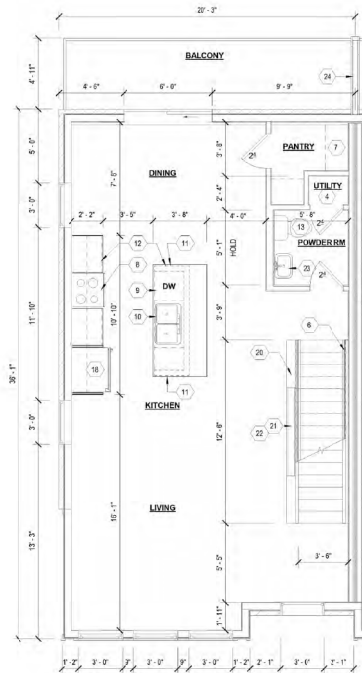 20' - 3"
BALCONY
4' - 11"
24
4' - 6" 6' - 0" 9' - 9"
PANTRY 7
3' - 8"
5' - 0"
7' - 8"
DINING
2⁴
UTILITY
4
2' - 4"
3' - 0"
2' - 2" 3' - 5" 3' - 8" 4' - 0" 5' - 8"
2⁴
13
POWDER RM
12 11
5' - 1"
HOLD
8
23
2⁴
DW
9
10
11' - 10"
10' - 10"
3' - 9"
6
36' - 1"
18
20
11
KITCHEN
3' - 0"
12' - 6"
22 21
LIVING
16' - 1"
13' - 3"
3' - 6"
5' - 5"
1' - 11"
1' - 2" 3' - 0" 3" 3' - 0" 9" 3' - 0" 1' - 2" 2' - 1" 3' - 0" 2' - 1"